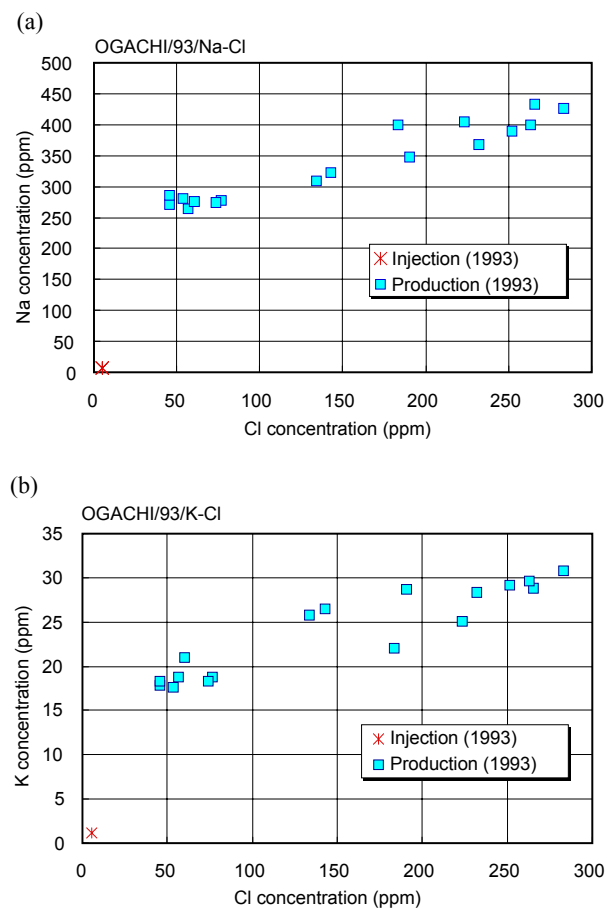 (a)
OGACHI/93/Na-Cl
500
450
400
350
300
250
200
150
100
50
0
Na concentration (ppm)
Injection (1993)
Production (1993)
0 50 100 150 200 250 300
Cl concentration (ppm)
(b)
OGACHI/93/K-Cl
35
30
25
20
15
10
5
0
K concentration (ppm)
Injection (1993)
Production (1993)
0 50 100 150 200 250 300
Cl concentration (ppm)